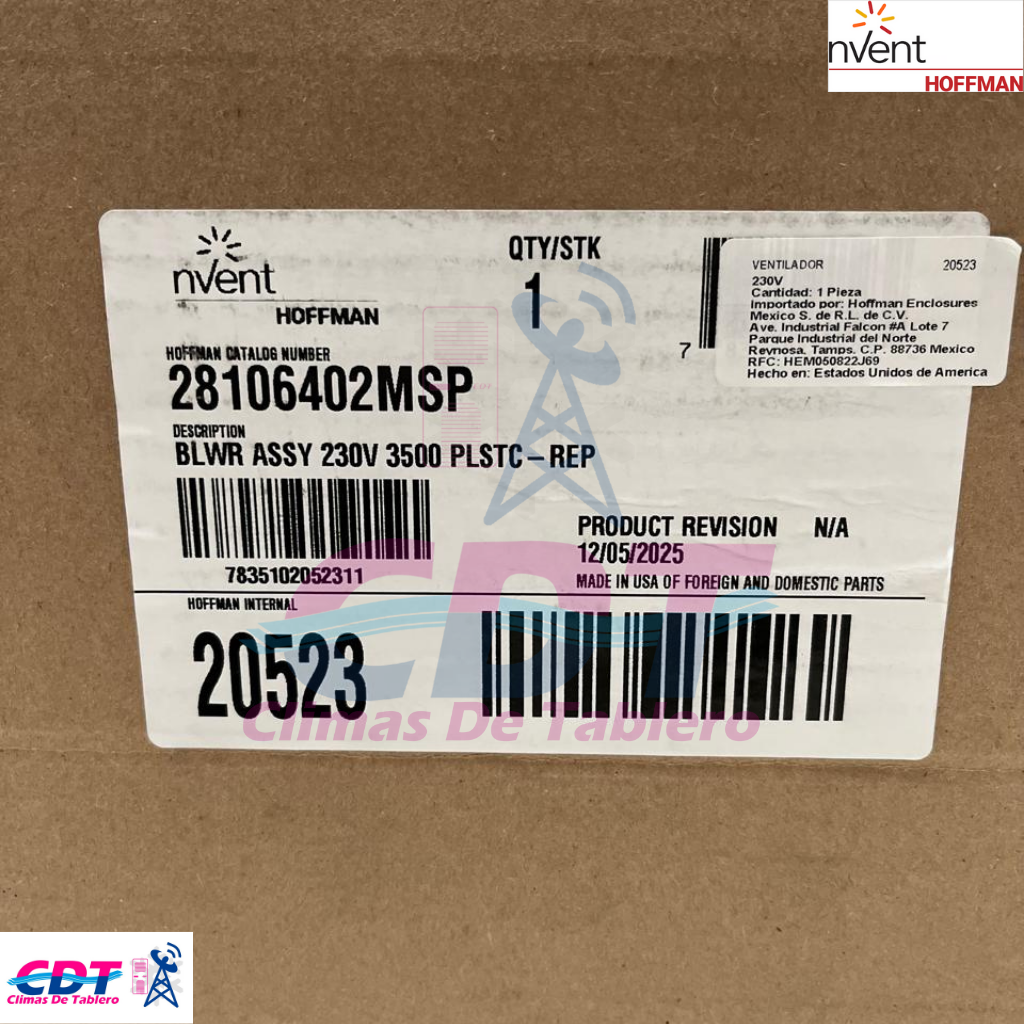 nVent
HOFFMAN
nVent
HOFFMAN
QTY/STK
1
7
VENTILADOR 20523
230V
Cantidad: 1 Pieza
Importado por: Hoffman Enclosures
Mexico S. de R.L. de C.V.
Ave. Industrial Falcon #A Lote 7
Parque Industrial del Norte
Reynosa, Tamps. C.P. 88736 Mexico
RFC: HEM050822J69
Hecho en: Estados Unidos de America
HOFFMAN CATALOG NUMBER
28106402MSP
DESCRIPTION
BLWR ASSY 230V 3500 PLSTC-REP
7835102052311
PRODUCT REVISION N/A
12/05/2025
MADE IN USA OF FOREIGN AND DOMESTIC PARTS
HOFFMAN INTERNAL
20523
CDT
Climas De Tablero
CDT
Climas De Tablero